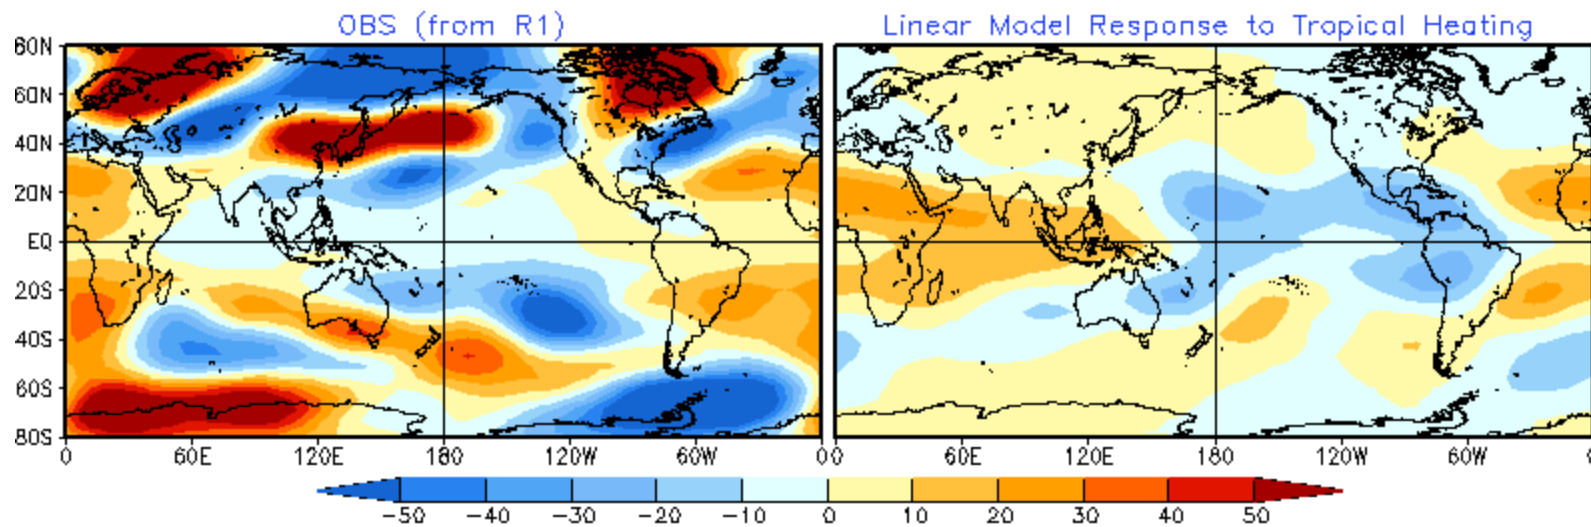 OBS (from R1)
Linear Model Response to Tropical Heating
80N
60N
40N
20N
EQ
20S
40S
60S
80S
0 60E 120E 180 120W 60W 0
0 60E 120E 180 120W 60W 0
-50 -40 -30 -20 -10 0 10 20 30 40 50